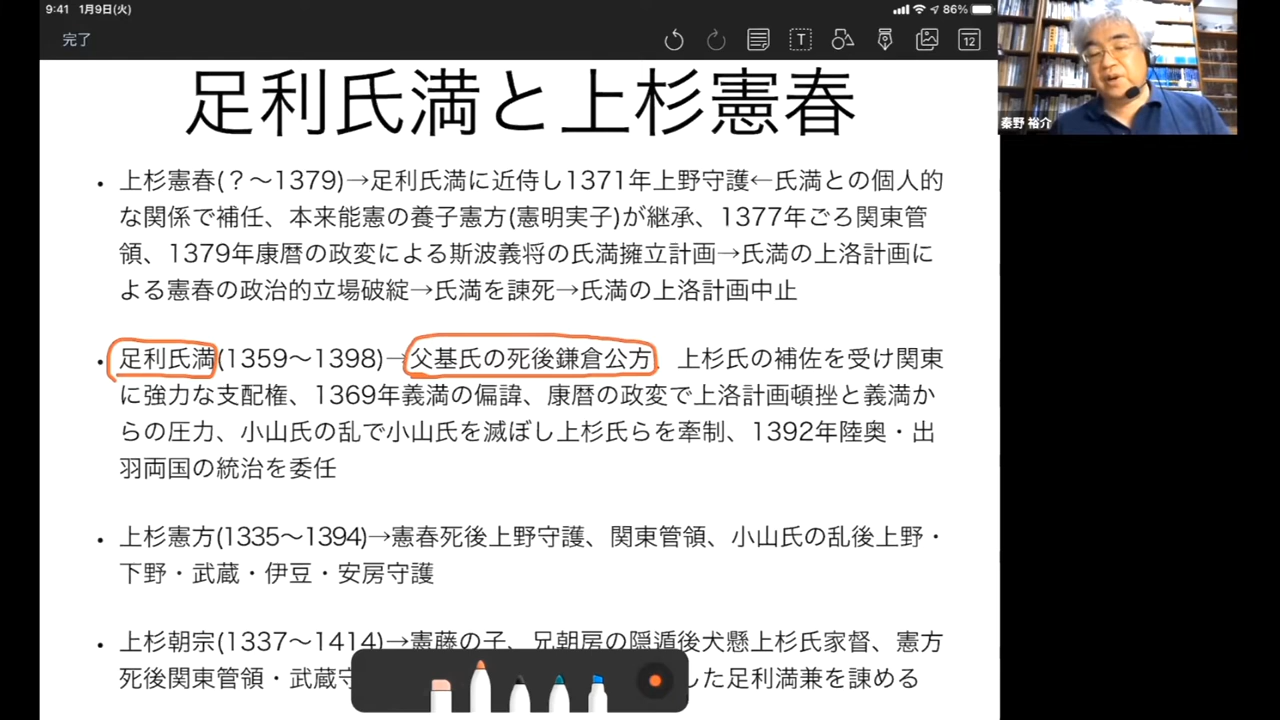 9:41 1月9日(火)
86%
完了
T
12
足利氏満と上杉憲春
秦野 裕介
• 上杉憲春(？〜1379)→足利氏満に近侍し1371年上野守護←氏満との個人的
な関係で補任、本来能憲の養子憲方(憲明実子)が継承、1377年ごろ関東管
領、1379年康暦の政変による斯波義将の氏満擁立計画→氏満の上洛計画に
よる憲春の政治的立場破綻→氏満を諫死→氏満の上洛計画中止
• 足利氏満(1359〜1398)→父基氏の死後鎌倉公方、上杉氏の補佐を受け関東
に強力な支配権、1369年義満の偏諱、康暦の政変で上洛計画頓挫と義満か
らの圧力、小山氏の乱で小山氏を滅ぼし上杉氏らを牽制、1392年陸奥・出
羽両国の統治を委任
• 上杉憲方(1335〜1394)→憲春死後上野守護、関東管領、小山氏の乱後上野・
下野・武蔵・伊豆・安房守護
• 上杉朝宗(1337〜1414)→憲藤の子、兄朝房の隠遁後犬懸上杉氏家督、憲方
死後関東管領・武蔵守 した足利満兼を諌める